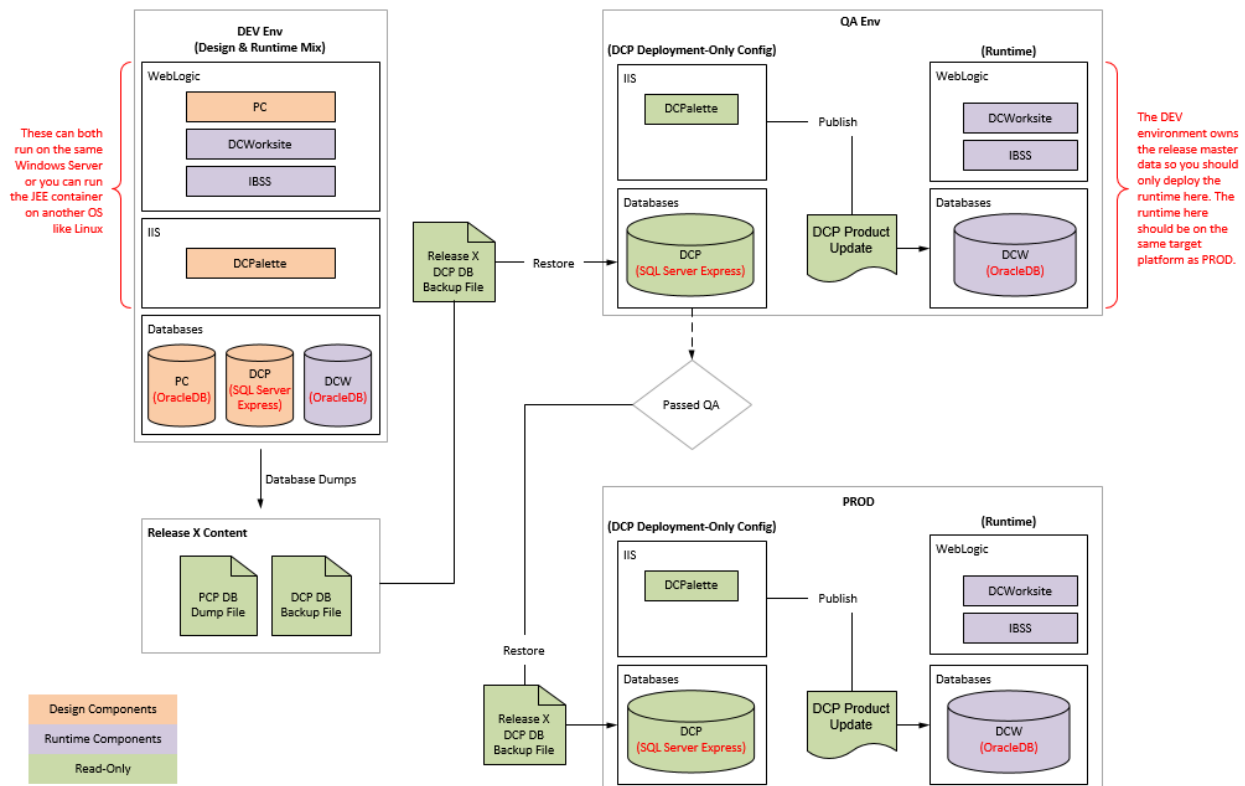 DEV Env
(Design & Runtime Mix)
WebLogic
PC
DCWorksite
IBSS
These can both
run on the same
Windows Server
or you can run
the JEE container
on another OS
like Linux
IIS
DCPalette
Databases
PC
(OracleDB)
DCP
(SQL Server
Express)
DCW
(OracleDB)
Database Dumps
Release X Content
PCP DB
Dump File
DCP DB
Backup File
Release X
DCP DB
Backup File
Restore
QA Env
(DCP Deployment-Only Config)
IIS
DCPalette
Publish
Databases
DCP
(SQL Server Express)
DCP Product
Update
(Runtime)
WebLogic
DCWorksite
IBSS
Databases
DCW
(OracleDB)
The DEV
environment owns
the release master
data so you should
only deploy the
runtime here. The
runtime here
should be on the
same target
platform as PROD.
Passed QA
Restore
Release X
DCP DB
Backup File
PROD
(DCP Deployment-Only Config)
IIS
DCPalette
Publish
Databases
DCP
(SQL Server Express)
DCP Product
Update
(Runtime)
WebLogic
DCWorksite
IBSS
Databases
DCW
(OracleDB)
Design Components
Runtime Components
Read-Only